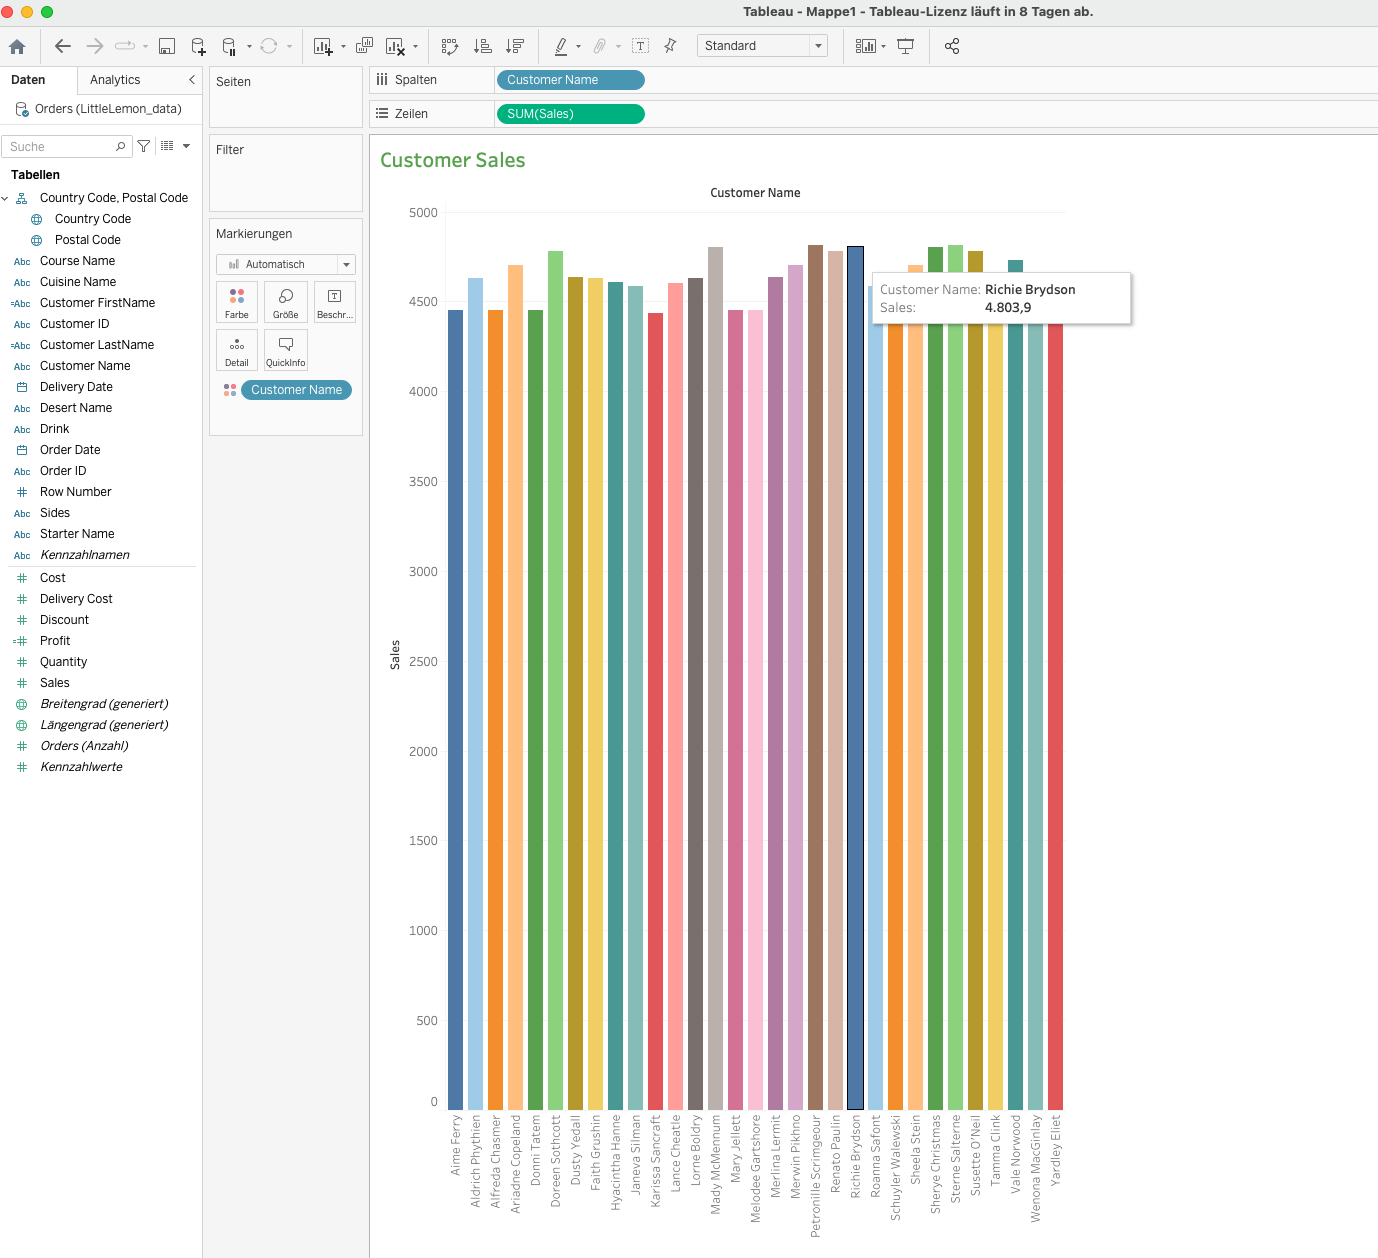 Tableau - Mappe1 - Tableau-Lizenz läuft in 8 Tagen ab.
Standard
Daten
Analytics
Orders (LittleLemon_data)
Suche
Tabellen
Country Code, Postal Code
Country Code
Postal Code
Abc Course Name
Abc Cuisine Name
=Abc Customer FirstName
Abc Customer ID
=Abc Customer LastName
Abc Customer Name
Delivery Date
Abc Desert Name
Abc Drink
Order Date
Abc Order ID
# Row Number
Abc Sides
Abc Starter Name
Abc Kennzahlnamen
# Cost
# Delivery Cost
# Discount
=# Profit
# Quantity
# Sales
Breitengrad (generiert)
Längengrad (generiert)
# Orders (Anzahl)
# Kennzahlwerte
Seiten
Filter
Markierungen
Automatisch
Farbe
Größe
Beschr...
Detail
QuickInfo
Customer Name
Spalten
Customer Name
Zeilen
SUM(Sales)
Customer Sales
Customer Name
5000
4500
4000
3500
3000
2500
2000
1500
1000
500
0
Sales
Customer Name: Richie Brydson
Sales: 4.803,9
Aime Ferry
Aldrich Phythien
Alfreda Chasmer
Ariadne Copeland
Donni Tatem
Doreen Sothcott
Dusty Yedall
Faith Grushin
Hyacintha Hanne
Janeva Silman
Karissa Sancraft
Lance Cheatle
Lorne Boldry
Mady McMennum
Mary Jellett
Melodee Gartshore
Merlina Lermit
Merwin Pikhno
Petronille Scrimgeour
Renato Paulin
Richie Brydson
Roanna Safont
Schuyler Walewski
Sheela Stein
Sherye Christmas
Sterne Salterne
Susette O'Neil
Tamma Clink
Vale Norwood
Wenona MacGinlay
Yardley Eliet